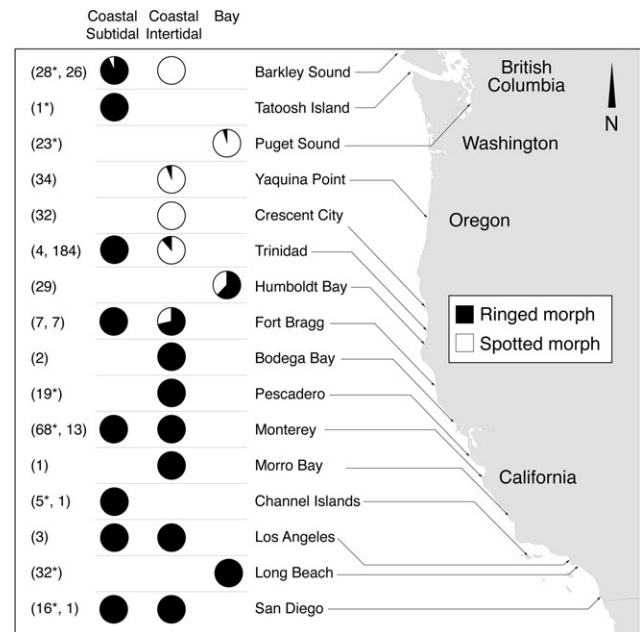 Coastal Subtidal
Coastal Intertidal
Bay
(28*, 26) Barkley Sound
(1*) Tatoosh Island
(23*) Puget Sound
(34) Yaquina Point
(32) Crescent City
(4, 184) Trinidad
(29) Humboldt Bay
(7, 7) Fort Bragg
(2) Bodega Bay
(19*) Pescadero
(68*, 13) Monterey
(1) Morro Bay
(5*, 1) Channel Islands
(3) Los Angeles
(32*) Long Beach
(16*, 1) San Diego
British
Columbia
N
Washington
Oregon
Ringed morph
Spotted morph
California